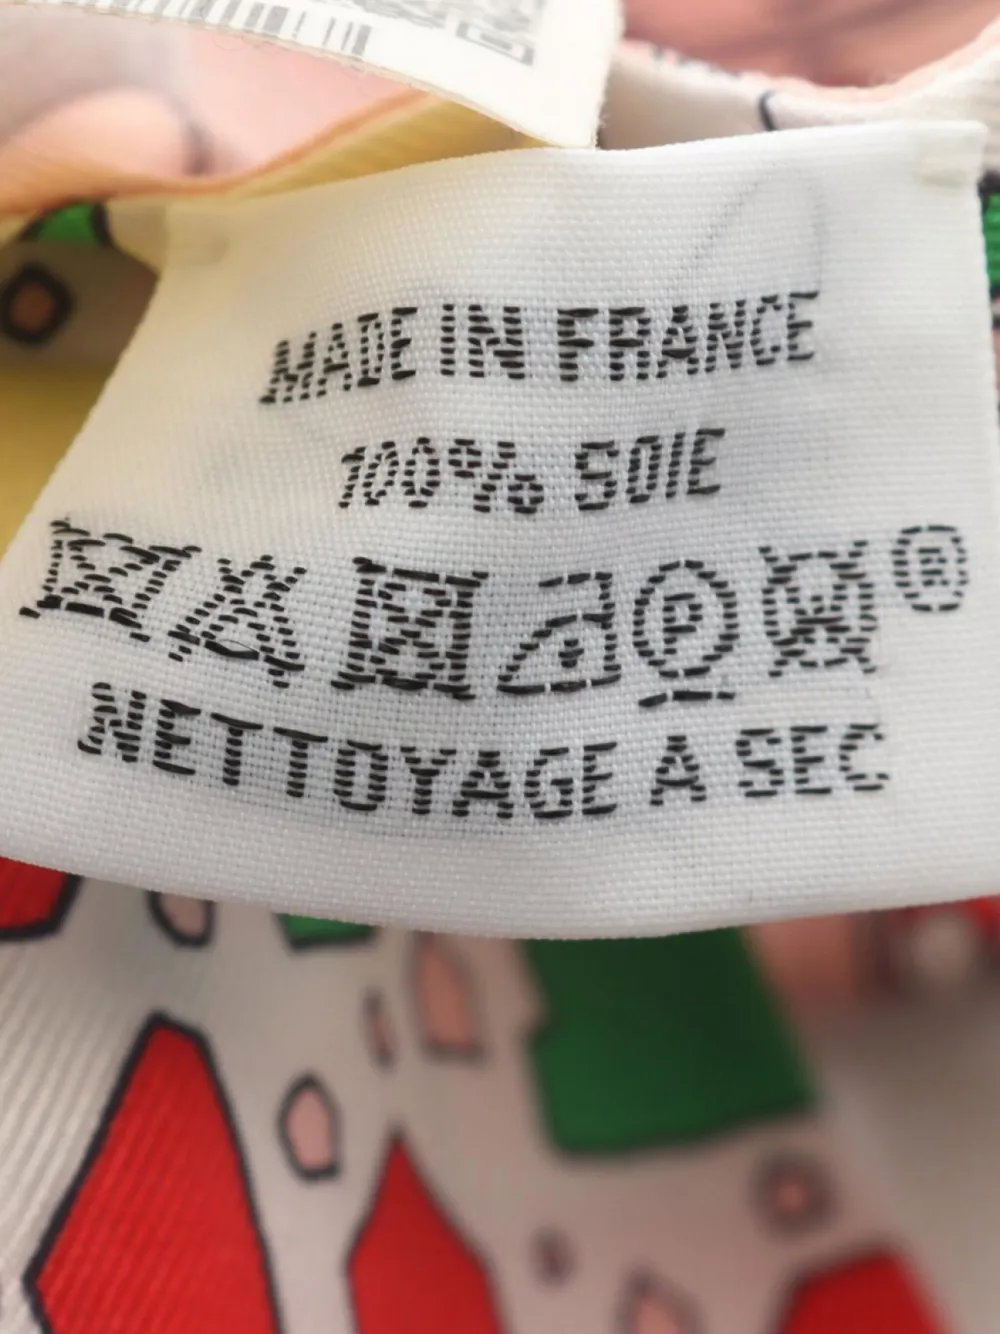 MADE IN FRANCE
100% SOIE
P ®
NETTOYAGE A SEC